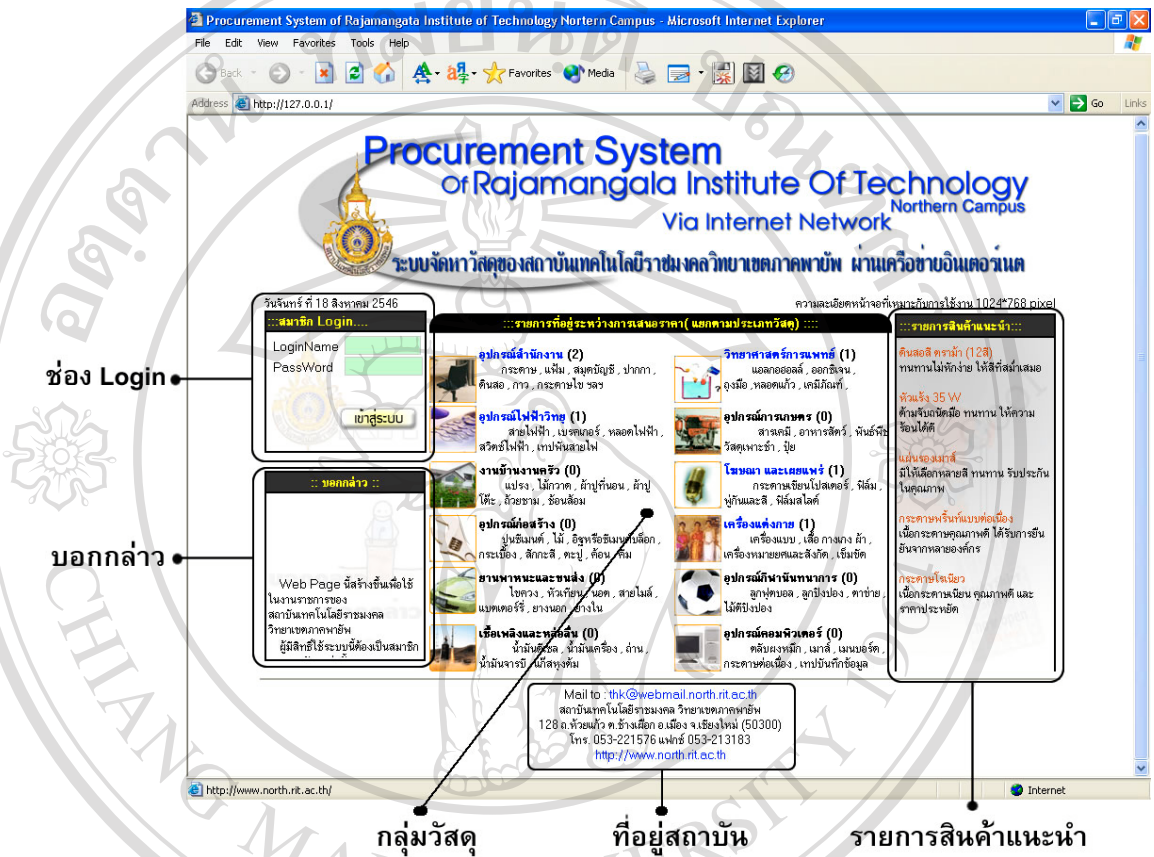 Procurement System of Rajamangata Institute of Technology Nortern Campus - Microsoft Internet Explorer
File Edit View Favorites Tools Help
Back Favorites Media
Address http://127.0.0.1/ Go Links
Procurement System
Of Rajamangala Institute Of Technology
Northern Campus
Via Internet Network
ระบบจัดหาวัสดุของสถาบันเทคโนโลยีราชมงคลวิทยาเขตภาคพายัพ ผ่านเครือข่ายอินเตอร์เนต
วันจันทร์ ที่ 18 สิงหาคม 2546
ความละเอียดหน้าจอที่เหมาะกับการใช้งาน 1024*768 pixel
:::สมาชิก Login....
LoginName
PassWord
เข้าสู่ระบบ
ช่อง Login
:: บอกกล่าว ::
Web Page นี้สร้างขึ้นเพื่อใช้
ในงานราชการของ
สถาบันเทคโนโลยีราชมงคล
วิทยาเขตภาคพายัพ
ผู้มีสิทธิ์ใช้ระบบนี้ต้องเป็นสมาชิก
บอกกล่าว
:::รายการที่อยู่ระหว่างการเสนอราคา( แยกตามประเภทวัสดุ) ::::
อุปกรณ์สำนักงาน (2)
กระดาษ , แฟ้ม , สมุดบัญชี , ปากกา ,
ดินสอ , กาว , กระดาษไข ฯลฯ
อุปกรณ์ไฟฟ้าวิทยุ (1)
สายไฟฟ้า , เบรคเกอร์ , หลอดไฟฟ้า ,
สวิตช์ไฟฟ้า , เทปพันสายไฟ
งานบ้านงานครัว (0)
แปรง , ไม้กวาด , ผ้าปูที่นอน , ผ้าปู
โต๊ะ , ถ้วยชาม , ช้อนส้อม
อุปกรณ์ก่อสร้าง (0)
ปูนซิเมนต์ , ไม้ , อิฐหรือซิเมนต์บล็อก ,
กระเบื้อง , สังกะสี , ตะปู , ค้อน , คีม
ยานพาหนะและขนส่ง (0)
ไขควง , หัวเทียน , นอต , สายไมล์ ,
แบตเตอร์รี่ , ยางนอก , ยางใน
เชื้อเพลิงและหล่อลื่น (0)
น้ำมันดีเซล , น้ำมันเครื่อง , ถ่าน ,
น้ำมันจารบี , แก๊สหุงต้ม
วิทยาศาสตร์การแพทย์ (1)
แอลกอฮอลล์ , ออกซิเจน ,
ถุงมือ , หลอดแก้ว , เคมีภัณฑ์ ,
อุปกรณ์การเกษตร (0)
สารเคมี , อาหารสัตว์ , พันธ์พืช
วัสดุเพาะชำ , ปุ๋ย
โฆษณา และเผยแพร่ (1)
กระดาษเขียนโปสเตอร์ , ฟิล์ม ,
พู่กันและสี , ฟิล์มสไลด์
เครื่องแต่งกาย (1)
เครื่องแบบ , เสื้อ กางเกง ผ้า ,
เครื่องหมายยศและสังกัด , เข็มขัด
อุปกรณ์กีฬานันทนาการ (0)
ลูกฟุตบอล , ลูกปิงปอง , ตาข่าย ,
ไม้ตีปิงปอง
อุปกรณ์คอมพิวเตอร์ (0)
ตลับผงหมึก , เมาส์ , เมนบอร์ด ,
กระดาษต่อเนื่อง , เทปบันทึกข้อมูล
:::รายการสินค้าแนะนำ:::
ดินสอสี ตราม้า (12สี)
ทนทานไม่หักง่าย ให้สีที่สม่ำเสมอ
หัวแร้ง 35 W
ด้ามจับถนัดมือ ทนทาน ให้ความ
ร้อนได้ดี
แผ่นรองเมาส์
มีให้เลือกหลายสี ทนทาน รับประกัน
ในคุณภาพ
กระดาษพริ้นท์แบบต่อเนื่อง
เนื้อกระดาษคุณภาพดี ได้รับการยืน
ยันจากหลายองค์กร
กระดาษโรเนียว
เนื้อกระดาษเนียน คุณภาพดี และ
ราคาประหยัด
Mail to : thk@webmail.north.rit.ac.th
สถาบันเทคโนโลยีราชมงคล วิทยาเขตภาคพายัพ
128 ถ.ห้วยแก้ว ต.ช้างเผือก อ.เมือง จ.เชียงใหม่ (50300)
โทร. 053-221576 แฟกซ์ 053-213183
http://www.north.rit.ac.th
http://www.north.rit.ac.th/ Internet
กลุ่มวัสดุ
ที่อยู่สถาบัน
รายการสินค้าแนะนำ